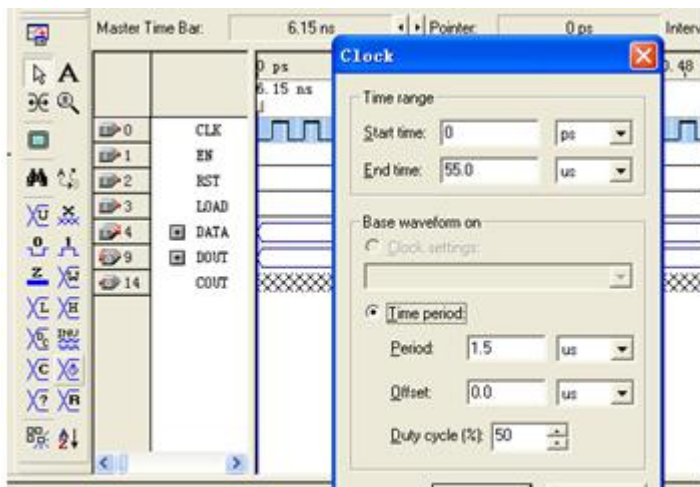 Master Time Bar: 6.15 ns Pointer: 0 ps Interv
A
0 ps 0.48
6.15 ns
0 CLK
1 EN
2 RST
3 LOAD
4 DATA
9 DOUT
14 COUT
Clock
Time range
Start time: 0 ps
End time: 55.0 us
Base waveform on
Clock settings:
Time period:
Period: 1.5 us
Offset: 0.0 us
Duty cycle (%): 50